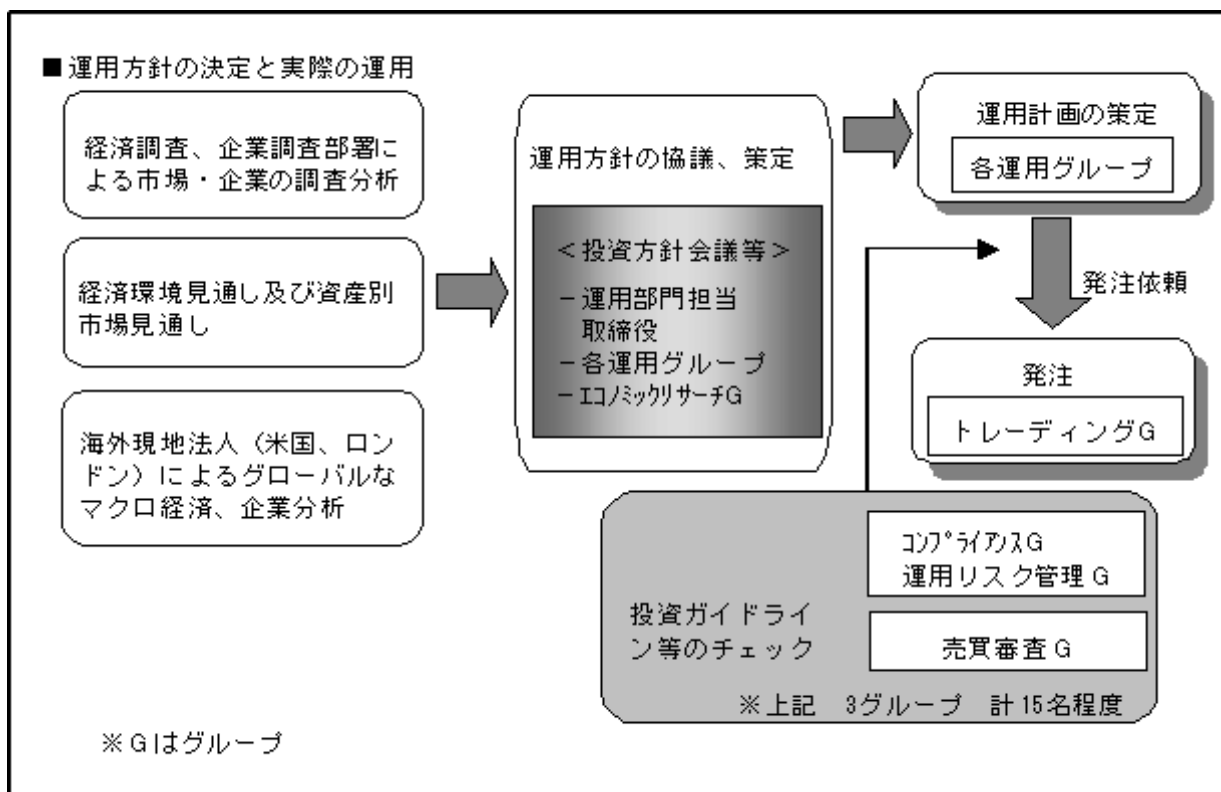 ■運用方針の決定と実際の運用
経済調査、企業調査部署に
よる市場・企業の調査分析
経済環境見通し及び資産別
市場見通し
海外現地法人（米国、ロン
ドン）によるグローバルな
マクロ経済、企業分析
運用方針の協議、策定
＜投資方針会議等＞
－運用部門担当
取締役
－各運用グループ
－ｴｺﾉﾐｯｸﾘｻｰﾁG
運用計画の策定
各運用グループ
発注依頼
発注
トレーディングG
ｺﾝﾌﾟﾗｲｱﾝｽG
運用リスク管理G
投資ガイドライ
ン等のチェック
売買審査G
※上記　3グループ　計15名程度
※Gはグループ